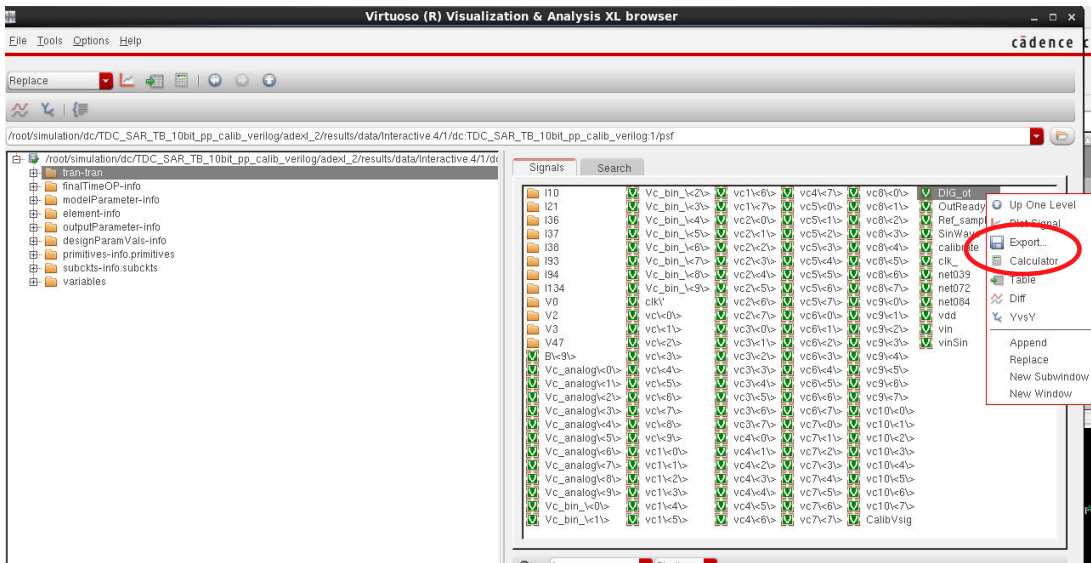 Virtuoso (R) Visualization & Analysis XL browser
File Tools Options Help
cādence
Replace
/root/simulation/dc/TDC_SAR_TB_10bit_pp_calib_verilog/adexl_2/results/data/Interactive.4/1/dc:TDC_SAR_TB_10bit_pp_calib_verilog:1/psf
/root/simulation/dc/TDC_SAR_TB_10bit_pp_calib_verilog/adexl_2/results/data/Interactive.4/1/dc
tran-tran
finalTimeOP-info
modelParameter-info
element-info
outputParameter-info
designParamVals-info
primitives-info.primitives
subckts-info.subckts
variables
Signals Search
I10 Vc_bin_\<2\> vc1\<6\> vc4\<7\> vc8\<0\> DIG_ot
I21 Vc_bin_\<3\> vc1\<7\> vc5\<0\> vc8\<1\> OutReady
I36 Vc_bin_\<4\> vc2\<0\> vc5\<1\> vc8\<2\> Ref_samp
I37 Vc_bin_\<5\> vc2\<1\> vc5\<2\> vc8\<3\> SinWav
I38 Vc_bin_\<6\> vc2\<2\> vc5\<3\> vc8\<4\> calibrate
I93 Vc_bin_\<7\> vc2\<3\> vc5\<4\> vc8\<5\> clk_
I94 Vc_bin_\<8\> vc2\<4\> vc5\<5\> vc8\<6\> net039
I134 Vc_bin_\<9\> vc2\<5\> vc5\<6\> vc8\<7\> net072
V0 clk\' vc2\<6\> vc5\<7\> vc9\<0\> net084
V2 vc\<0\> vc2\<7\> vc6\<0\> vc9\<1\> vdd
V3 vc\<1\> vc3\<0\> vc6\<1\> vc9\<2\> vin
V47 vc\<2\> vc3\<1\> vc6\<2\> vc9\<3\> vinSin
B\<9\> vc\<3\> vc3\<2\> vc6\<3\> vc9\<4\>
Vc_analog\<0\> vc\<4\> vc3\<3\> vc6\<4\> vc9\<5\>
Vc_analog\<1\> vc\<5\> vc3\<4\> vc6\<5\> vc9\<6\>
Vc_analog\<2\> vc\<6\> vc3\<5\> vc6\<6\> vc9\<7\>
Vc_analog\<3\> vc\<7\> vc3\<6\> vc6\<7\> vc10\<0\>
Vc_analog\<4\> vc\<8\> vc3\<7\> vc7\<0\> vc10\<1\>
Vc_analog\<5\> vc\<9\> vc4\<0\> vc7\<1\> vc10\<2\>
Vc_analog\<6\> vc1\<0\> vc4\<1\> vc7\<2\> vc10\<3\>
Vc_analog\<7\> vc1\<1\> vc4\<2\> vc7\<3\> vc10\<4\>
Vc_analog\<8\> vc1\<2\> vc4\<3\> vc7\<4\> vc10\<5\>
Vc_analog\<9\> vc1\<3\> vc4\<4\> vc7\<5\> vc10\<6\>
Vc_bin_\<0\> vc1\<4\> vc4\<5\> vc7\<6\> vc10\<7\>
Vc_bin_\<1\> vc1\<5\> vc4\<6\> vc7\<7\> CalibVsig
Up One Level
Plot Signal
Export...
Calculator
Table
Diff
YvsY
Append
Replace
New Subwindow
New Window